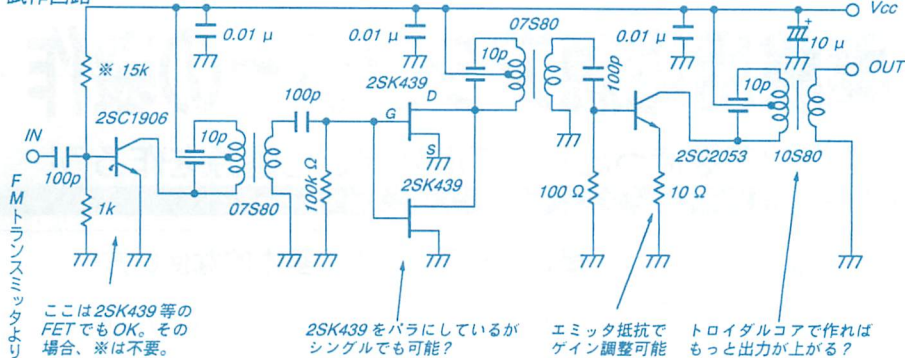 試作回路
Vcc
0.01 μ
0.01 μ
07S80
0.01 μ
10 μ
+
※ 15k
10p
100p
2SK439
D
G
S
10p
OUT
2SC1906
100p
10p
IN
100p
1k
07S80
100k Ω
2SK439
100 Ω
10 Ω
2SC2053
10S80
FMトランスミッタより
ここは2SK439等の
FETでもOK。その
場合、※は不要。
2SK439をパラにしているが
シングルでも可能？
エミッタ抵抗で
ゲイン調整可能
トロイダルコアで作れば
もっと出力が上がる？